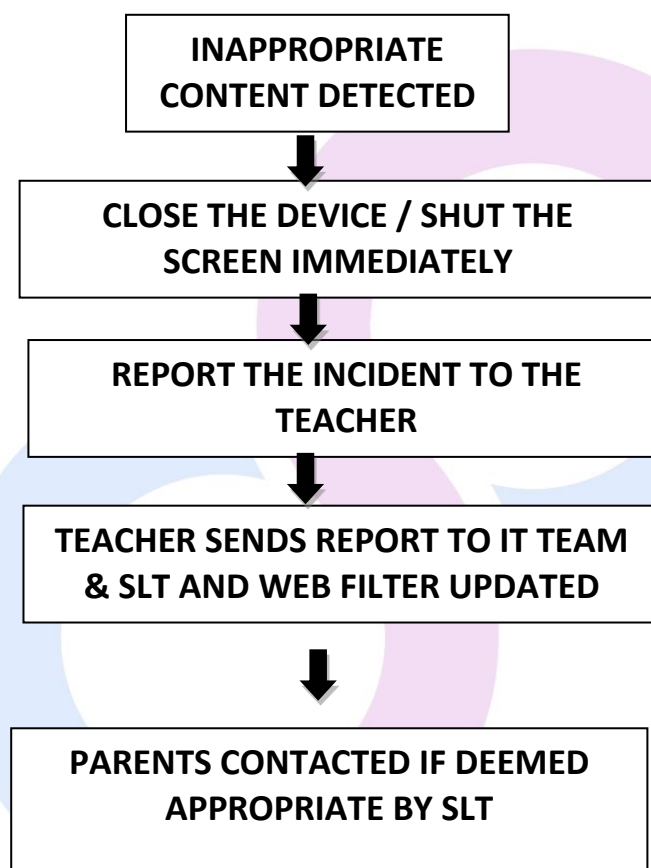 INAPPROPRIATE
CONTENT DETECTED
CLOSE THE DEVICE / SHUT THE
SCREEN IMMEDIATELY
REPORT THE INCIDENT TO THE
TEACHER
TEACHER SENDS REPORT TO IT TEAM
& SLT AND WEB FILTER UPDATED
PARENTS CONTACTED IF DEEMED
APPROPRIATE BY SLT